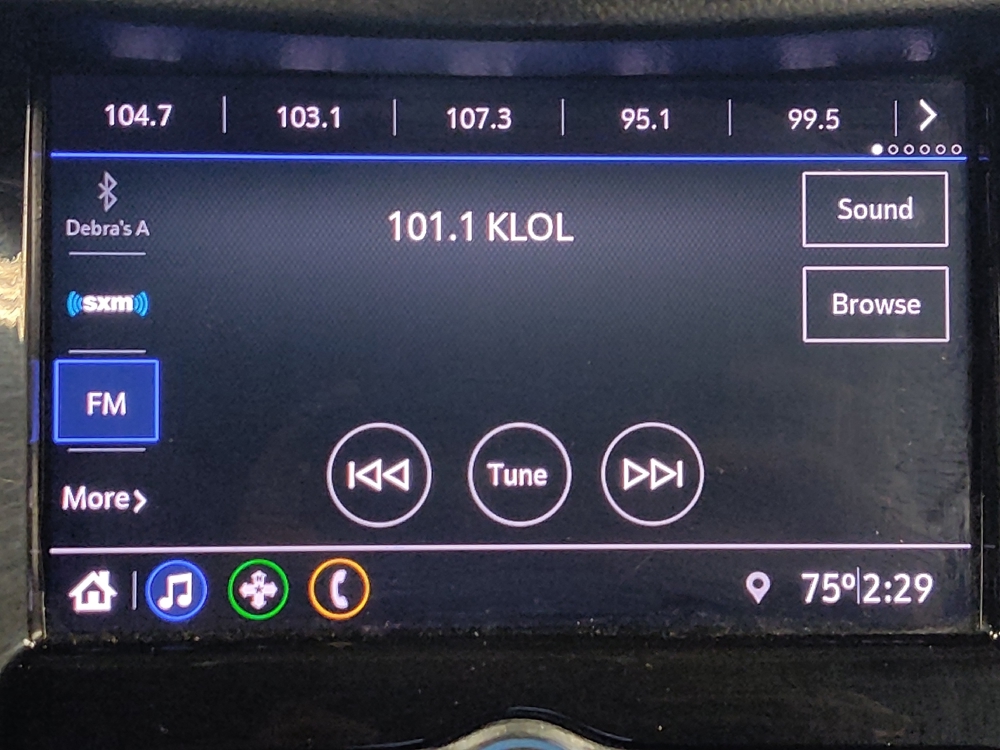 104.7 103.1 107.3 95.1 99.5
Debra's A
101.1 KLOL
Sound
sxm
Browse
FM
Tune
More
75°
2:29